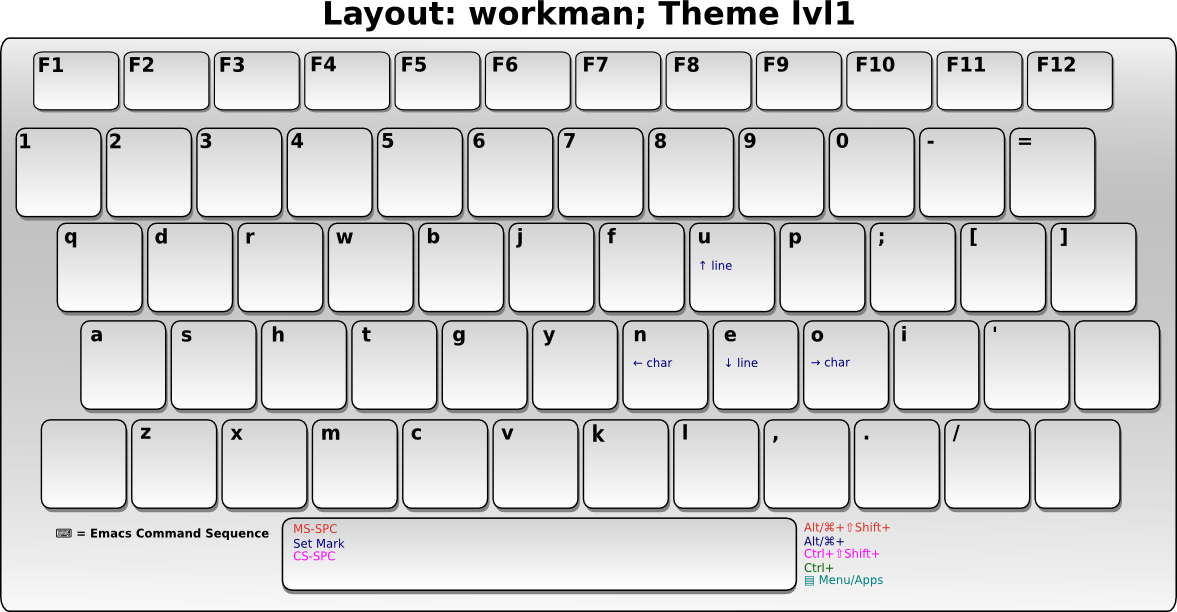 Layout: workman; Theme lvl1
F1 F2 F3 F4 F5 F6 F7 F8 F9 F10 F11 F12
1 2 3 4 5 6 7 8 9 0 - =
q d r w b j f u p ; [ ]
↑ line
a s h t g y n e o i '
← char ↓ line → char
z x m c v k l , . /
⌨ = Emacs Command Sequence
MS-SPC
Set Mark
CS-SPC
Alt/⌘+⇧Shift+
Alt/⌘+
Ctrl+⇧Shift+
Ctrl+
▤ Menu/Apps